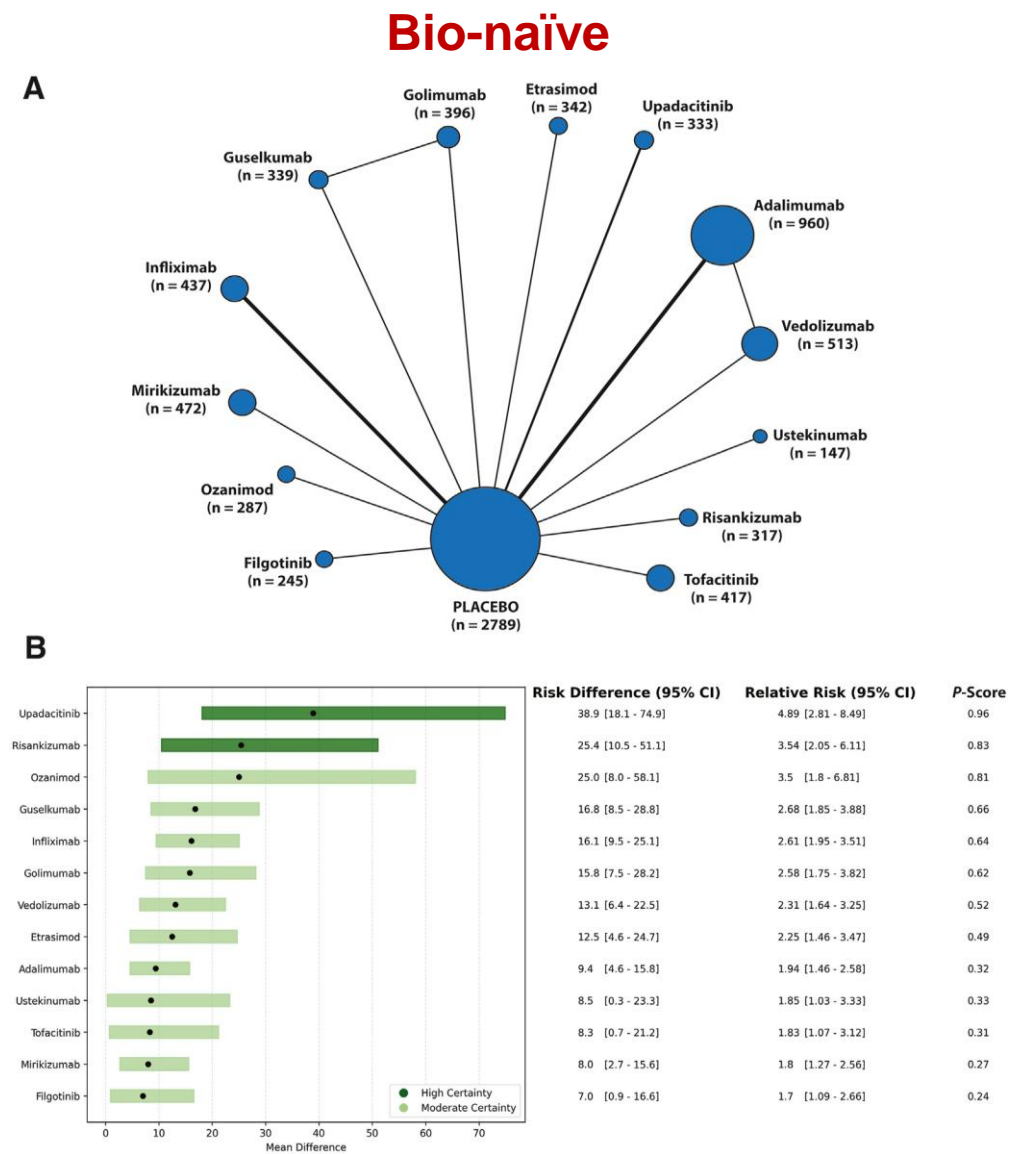 Bio-naïve
A
Golimumab
(n = 396)
Etrasimod
(n = 342)
Upadacitinib
(n = 333)
Guselkumab
(n = 339)
Adalimumab
(n = 960)
Infliximab
(n = 437)
Vedolizumab
(n = 513)
Mirikizumab
(n = 472)
Ustekinumab
(n = 147)
Ozanimod
(n = 287)
Risankizumab
(n = 317)
Filgotinib
(n = 245)
Tofacitinib
(n = 417)
PLACEBO
(n = 2789)
B
Risk Difference (95% CI) Relative Risk (95% CI) P-Score
Upadacitinib 38.9 [18.1 - 74.9] 4.89 [2.81 - 8.49] 0.96
Risankizumab 25.4 [10.5 - 51.1] 3.54 [2.05 - 6.11] 0.83
Ozanimod 25.0 [8.0 - 58.1] 3.5 [1.8 - 6.81] 0.81
Guselkumab 16.8 [8.5 - 28.8] 2.68 [1.85 - 3.88] 0.66
Infliximab 16.1 [9.5 - 25.1] 2.61 [1.95 - 3.51] 0.64
Golimumab 15.8 [7.5 - 28.2] 2.58 [1.75 - 3.82] 0.62
Vedolizumab 13.1 [6.4 - 22.5] 2.31 [1.64 - 3.25] 0.52
Etrasimod 12.5 [4.6 - 24.7] 2.25 [1.46 - 3.47] 0.49
Adalimumab 9.4 [4.6 - 15.8] 1.94 [1.46 - 2.58] 0.32
Ustekinumab 8.5 [0.3 - 23.3] 1.85 [1.03 - 3.33] 0.33
Tofacitinib 8.3 [0.7 - 21.2] 1.83 [1.07 - 3.12] 0.31
Mirikizumab 8.0 [2.7 - 15.6] 1.8 [1.27 - 2.56] 0.27
Filgotinib 7.0 [0.9 - 16.6] 1.7 [1.09 - 2.66] 0.24
High Certainty
Moderate Certainty
0 10 20 30 40 50 60 70
Mean Difference